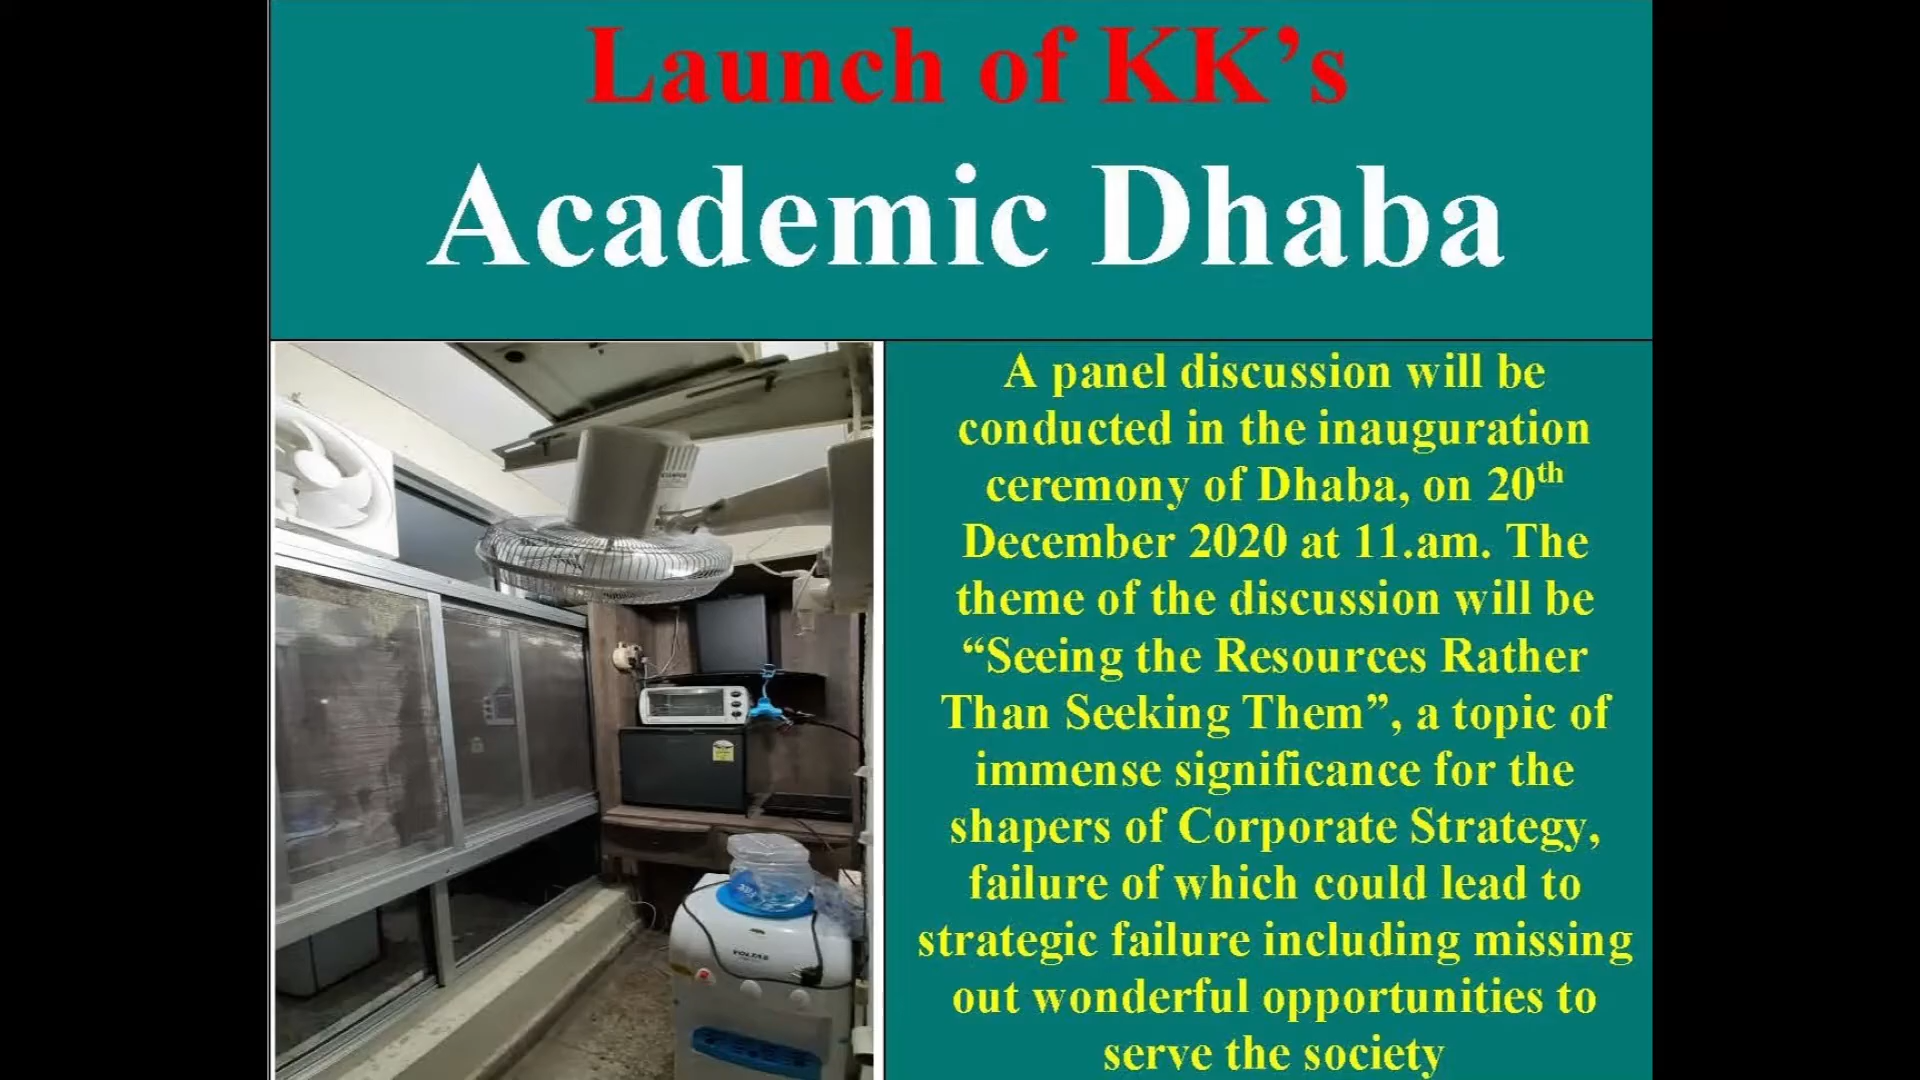 Launch of KK’s
Academic Dhaba
A panel discussion will be
conducted in the inauguration
ceremony of Dhaba, on 20th
December 2020 at 11.am. The
theme of the discussion will be
“Seeing the Resources Rather
Than Seeking Them”, a topic of
immense significance for the
shapers of Corporate Strategy,
failure of which could lead to
strategic failure including missing
out wonderful opportunities to
serve the society
VOLTAS